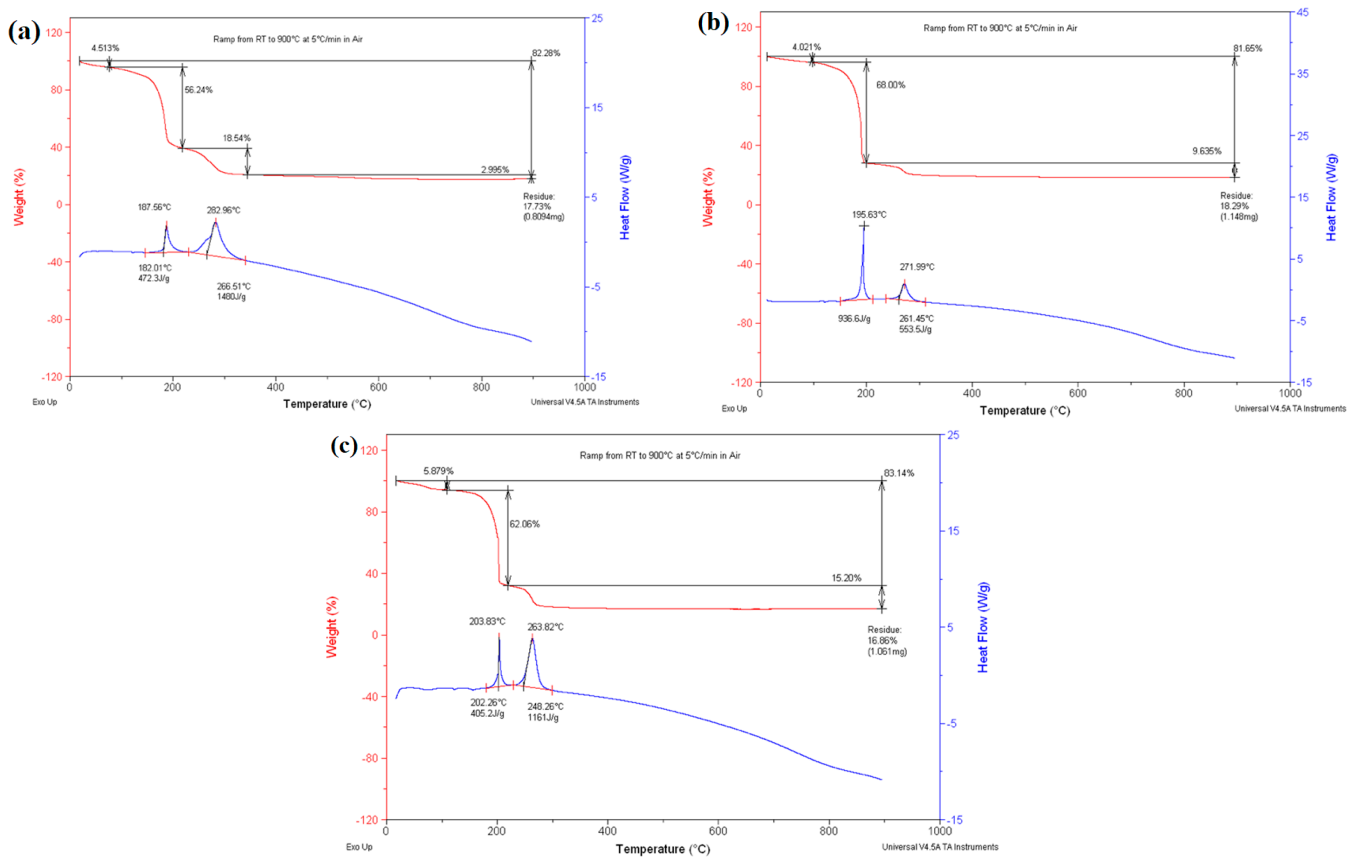 (a)
Ramp from RT to 900°C at 5°C/min in Air
4.513%
82.28%
56.24%
18.54%
2.995%
Residue:
17.73%
(0.8094mg)
187.56°C
282.96°C
182.01°C
472.3J/g
266.51°C
1480J/g
120
80
40
0
-40
-80
-120
Weight (%)
25
15
5
-5
-15
Heat Flow (W/g)
0
200
400
600
800
1000
Exo Up
Temperature (°C)
Universal V4.5A TA Instruments
(b)
Ramp from RT to 900°C at 5°C/min in Air
4.021%
81.65%
68.00%
9.635%
Residue:
18.29%
(1.148mg)
195.63°C
271.99°C
936.6J/g
261.45°C
553.5J/g
120
80
40
0
-40
-80
-120
Weight (%)
45
35
25
15
5
-5
-15
Heat Flow (W/g)
0
200
400
600
800
1000
Exo Up
Temperature (°C)
Universal V4.5A TA Instruments
(c)
Ramp from RT to 900°C at 5°C/min in Air
5.879%
83.14%
62.06%
15.20%
Residue:
16.86%
(1.061mg)
203.83°C
263.82°C
202.26°C
405.2J/g
248.26°C
1161J/g
120
80
40
0
-40
-60
-80
-120
Weight (%)
25
15
5
-5
-15
Heat Flow (W/g)
0
200
400
600
800
1000
Exo Up
Temperature (°C)
Universal V4.5A TA Instruments